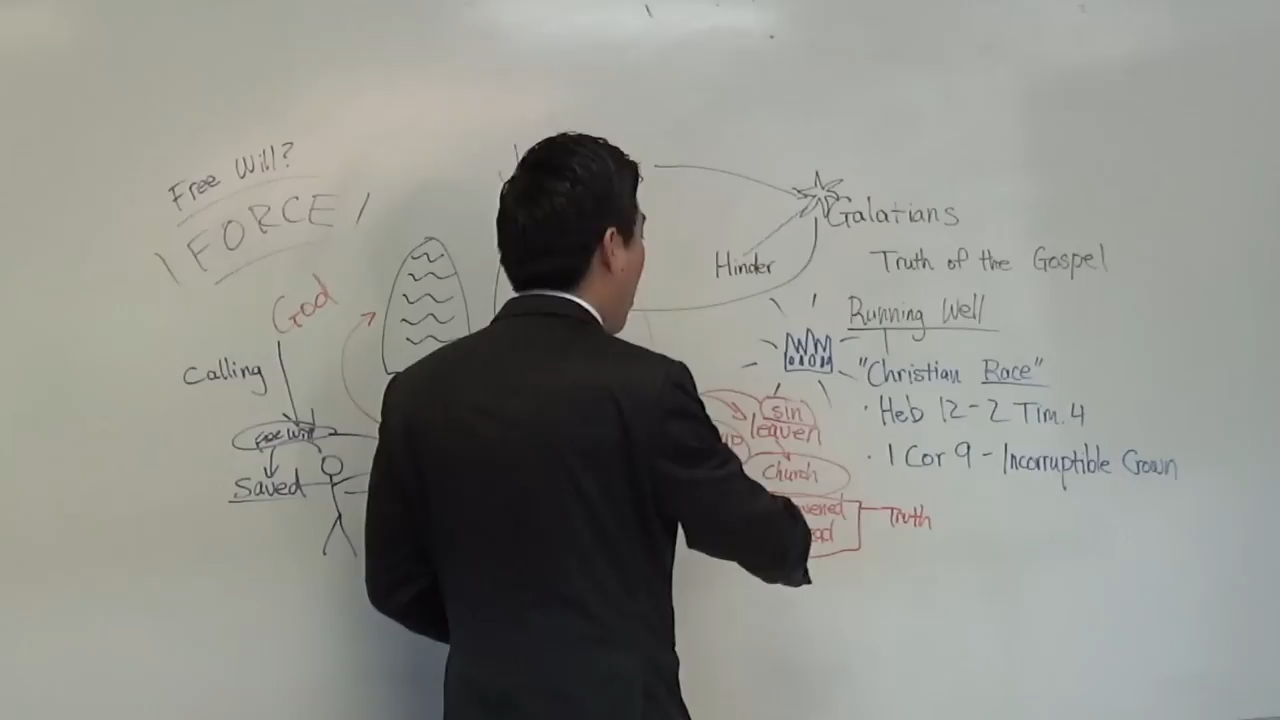 Free Will?
FORCE
God
Calling
Free Will
Saved
Galatians
Hinder
Truth of the Gospel
Running Well
"Christian Race"
· Heb 12 - 2 Tim. 4
· 1 Cor 9 - Incorruptible Crown
sin
leaven
Church
Truth